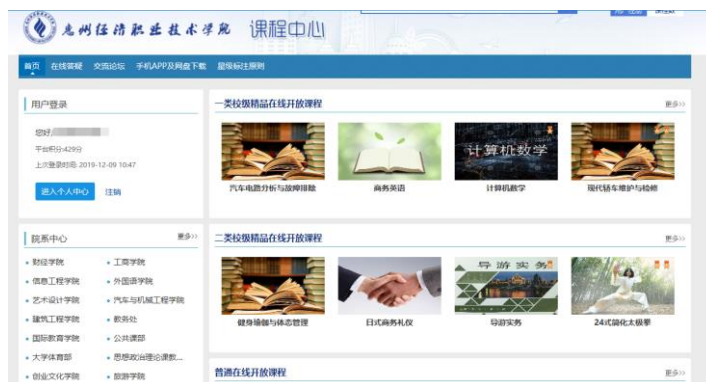 惠州经济职业技术学院 课程中心
首页 在线答疑 交流论坛 手机APP及网盘下载 星级标注原则
用户登录
您好,
平台积分:429分
上次登录时间: 2019-12-09 10:47
进入个人中心 注销
院系中心 更多>>
财经学院 工商学院
信息工程学院 外国语学院
艺术设计学院 汽车与机械工程学院
建筑工程学院 教务处
国际教育学院 公共课部
大学体育部 思想政治理论课教...
创业文化学院 旅游学院
一类校级精品在线开放课程 更多>>
计算机数学
汽车电路分析与故障排除 商务英语 计算机数学 现代轿车维护与检修
二类校级精品在线开放课程 更多>>
导游实务
健身瑜伽与体态管理 日式商务礼仪 导游实务 24式简化太极拳
普通在线开放课程 更多>>